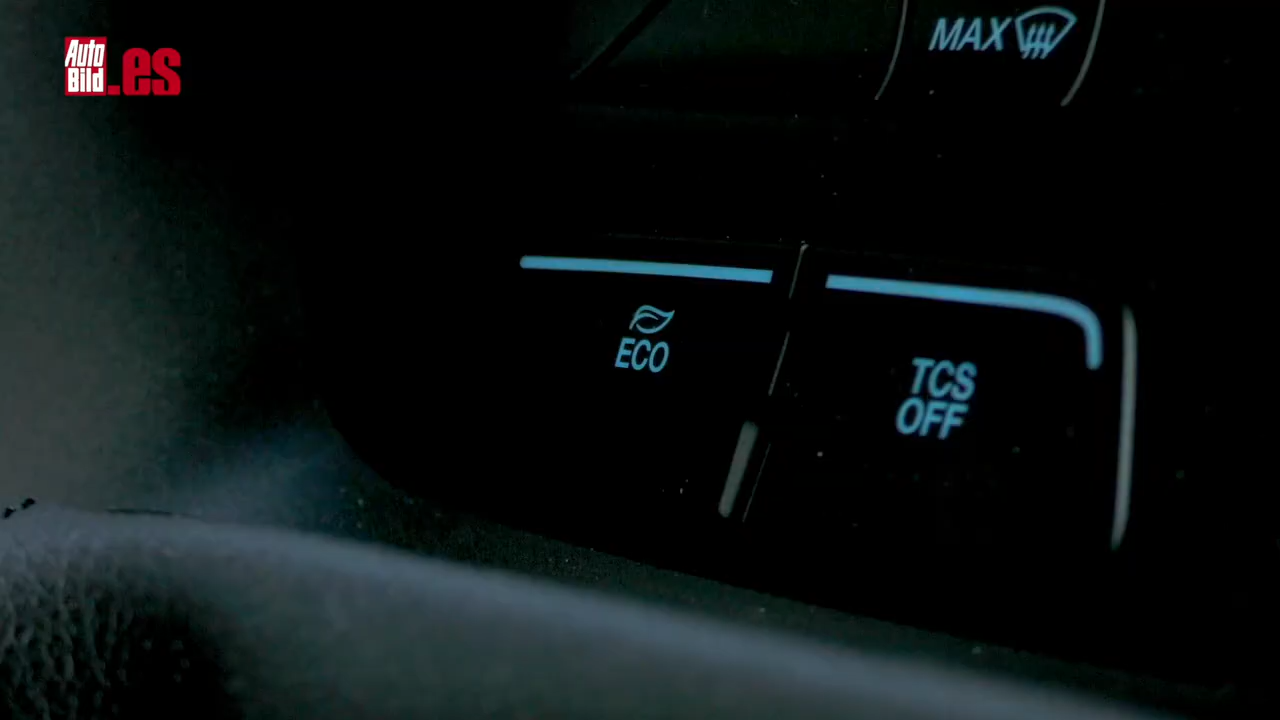 Auto
Bild
.es
MAX
ECO
TCS
OFF